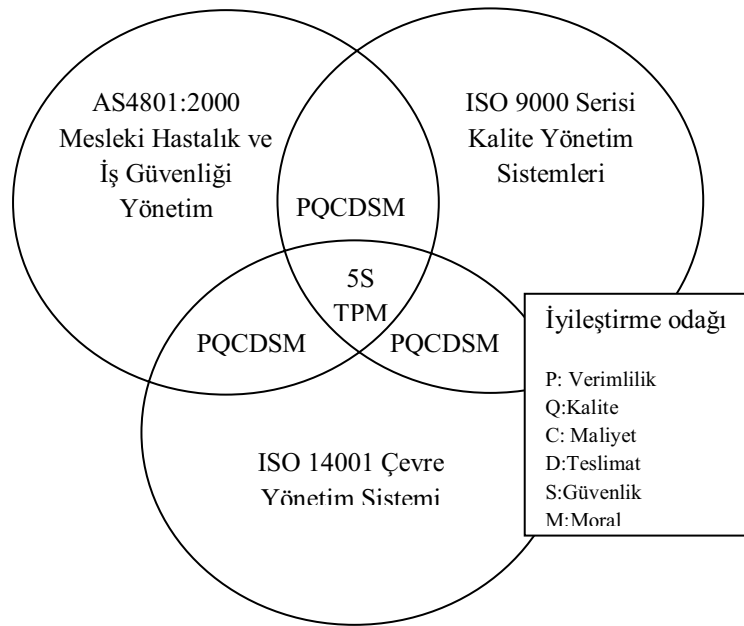 AS4801:2000
Mesleki Hastalık ve
İş Güvenliği
Yönetim
ISO 9000 Serisi
Kalite Yönetim
Sistemleri
PQCDSM
5S
TPM
PQCDSM
PQCDSM
ISO 14001 Çevre
Yönetim Sistemi
İyileştirme odağı
P: Verimlilik
Q:Kalite
C: Maliyet
D:Teslimat
S:Güvenlik
M:Moral